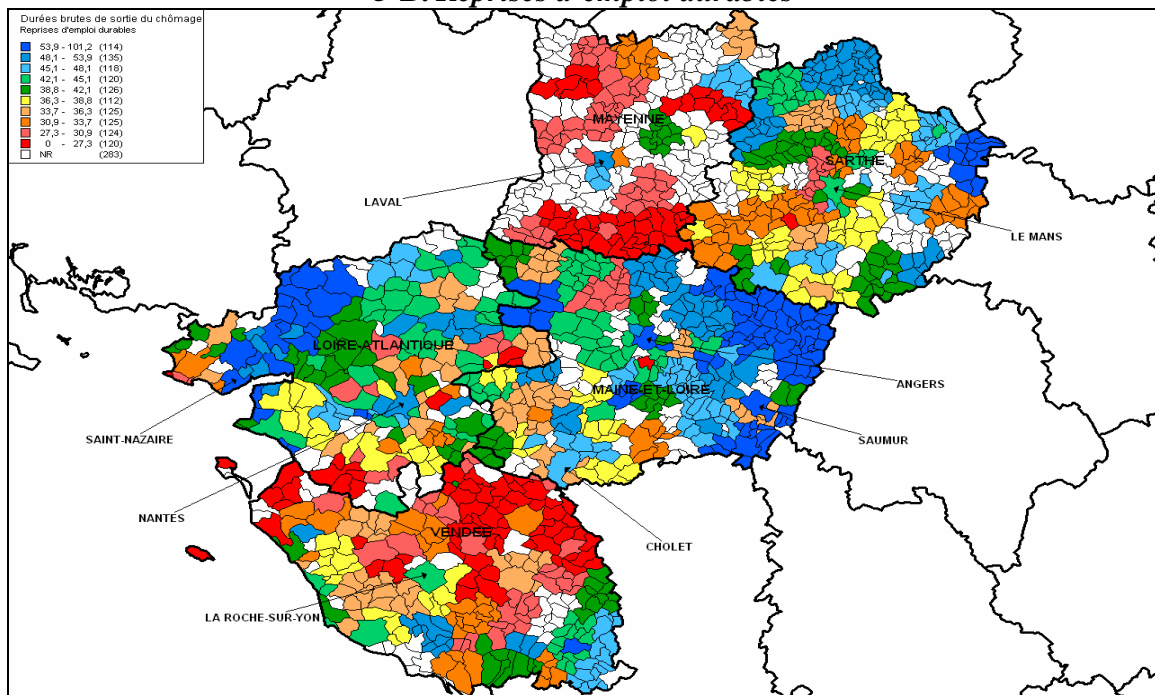 3-B: Reprises d'emploi durables
Durées brutes de sortie du chômage
Reprises d'emploi durables
53,9 - 101,2 (114)
48,1 - 53,9 (135)
45,1 - 48,1 (118)
42,1 - 45,1 (120)
38,8 - 42,1 (126)
36,3 - 38,8 (112)
33,7 - 36,3 (125)
30,9 - 33,7 (125)
27,3 - 30,9 (124)
0 - 27,3 (120)
NR (283)
MAYENNE
SARTHE
LAVAL
LE MANS
LOIRE-ATLANTIQUE
MAINE-ET-LOIRE
ANGERS
SAINT-NAZAIRE
SAUMUR
NANTES
VENDEE
CHOLET
LA ROCHE-SUR-YON